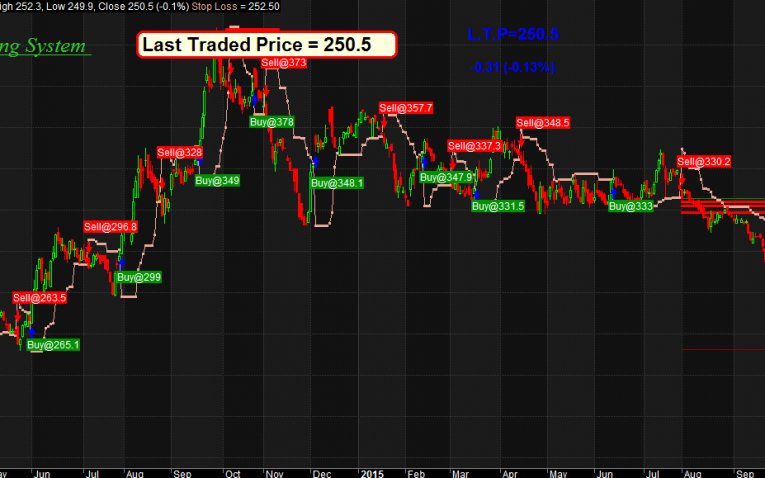 igh 252.3, Low 249.9, Close 250.5 (-0.1%) Stop Loss = 252.50
ng System
Last Traded Price = 250.5
L.T.P=250.5
-0.31 (-0.13%)
Sell@373
Buy@378
Sell@357.7
Sell@348.5
Sell@337.3
Sell@328
Sell@330.2
Buy@349
Buy@348.1
Buy@347.91
Buy@331.5
Buy@333
Sell@296.8
Buy@299
Sell@263.5
Buy@265.1
ay Jun Jul Aug Sep Oct Nov Dec 2015 Feb Mar Apr May Jun Jul Aug Sep